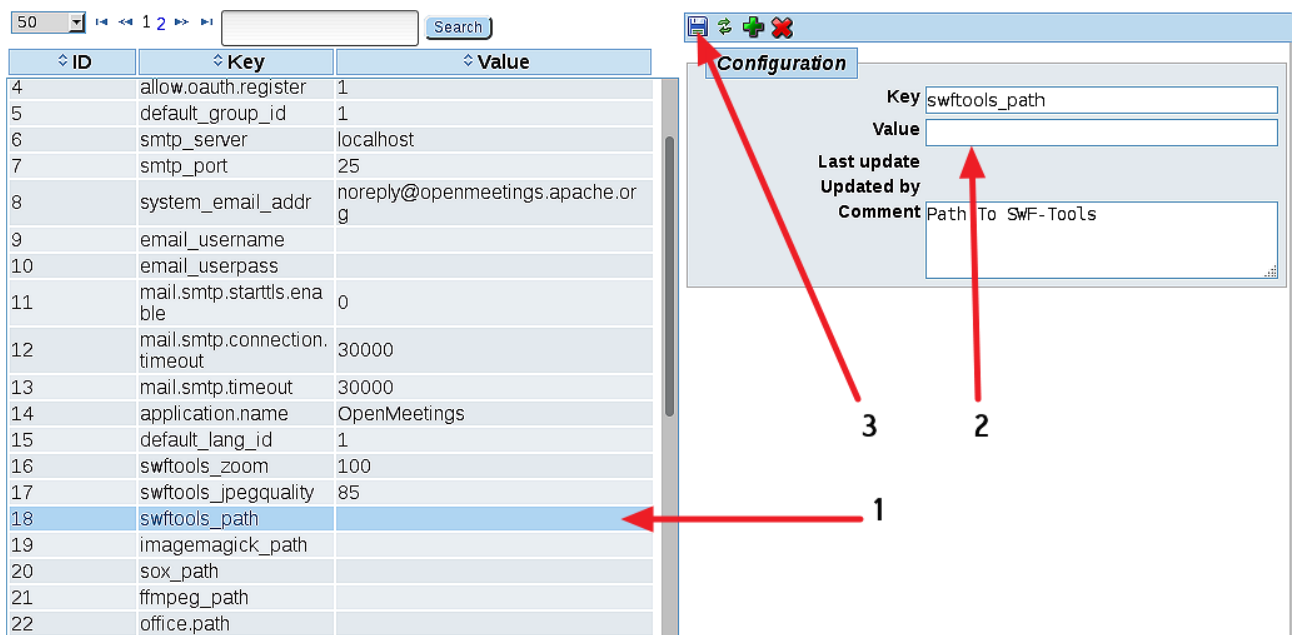 50 1 2 Search
ID Key Value
4 allow.oauth.register 1
5 default_group_id 1
6 smtp_server localhost
7 smtp_port 25
8 system_email_addr noreply@openmeetings.apache.or
g
9 email_username
10 email_userpass
11 mail.smtp.starttls.ena 0
ble
12 mail.smtp.connection. 30000
timeout
13 mail.smtp.timeout 30000
14 application.name OpenMeetings
15 default_lang_id 1
16 swftools_zoom 100
17 swftools_jpegquality 85
18 swftools_path
19 imagemagick_path
20 sox_path
21 ffmpeg_path
22 office.path
Configuration
Key swftools_path
Value
Last update
Updated by
Comment Path To SWF-Tools
3 2
1